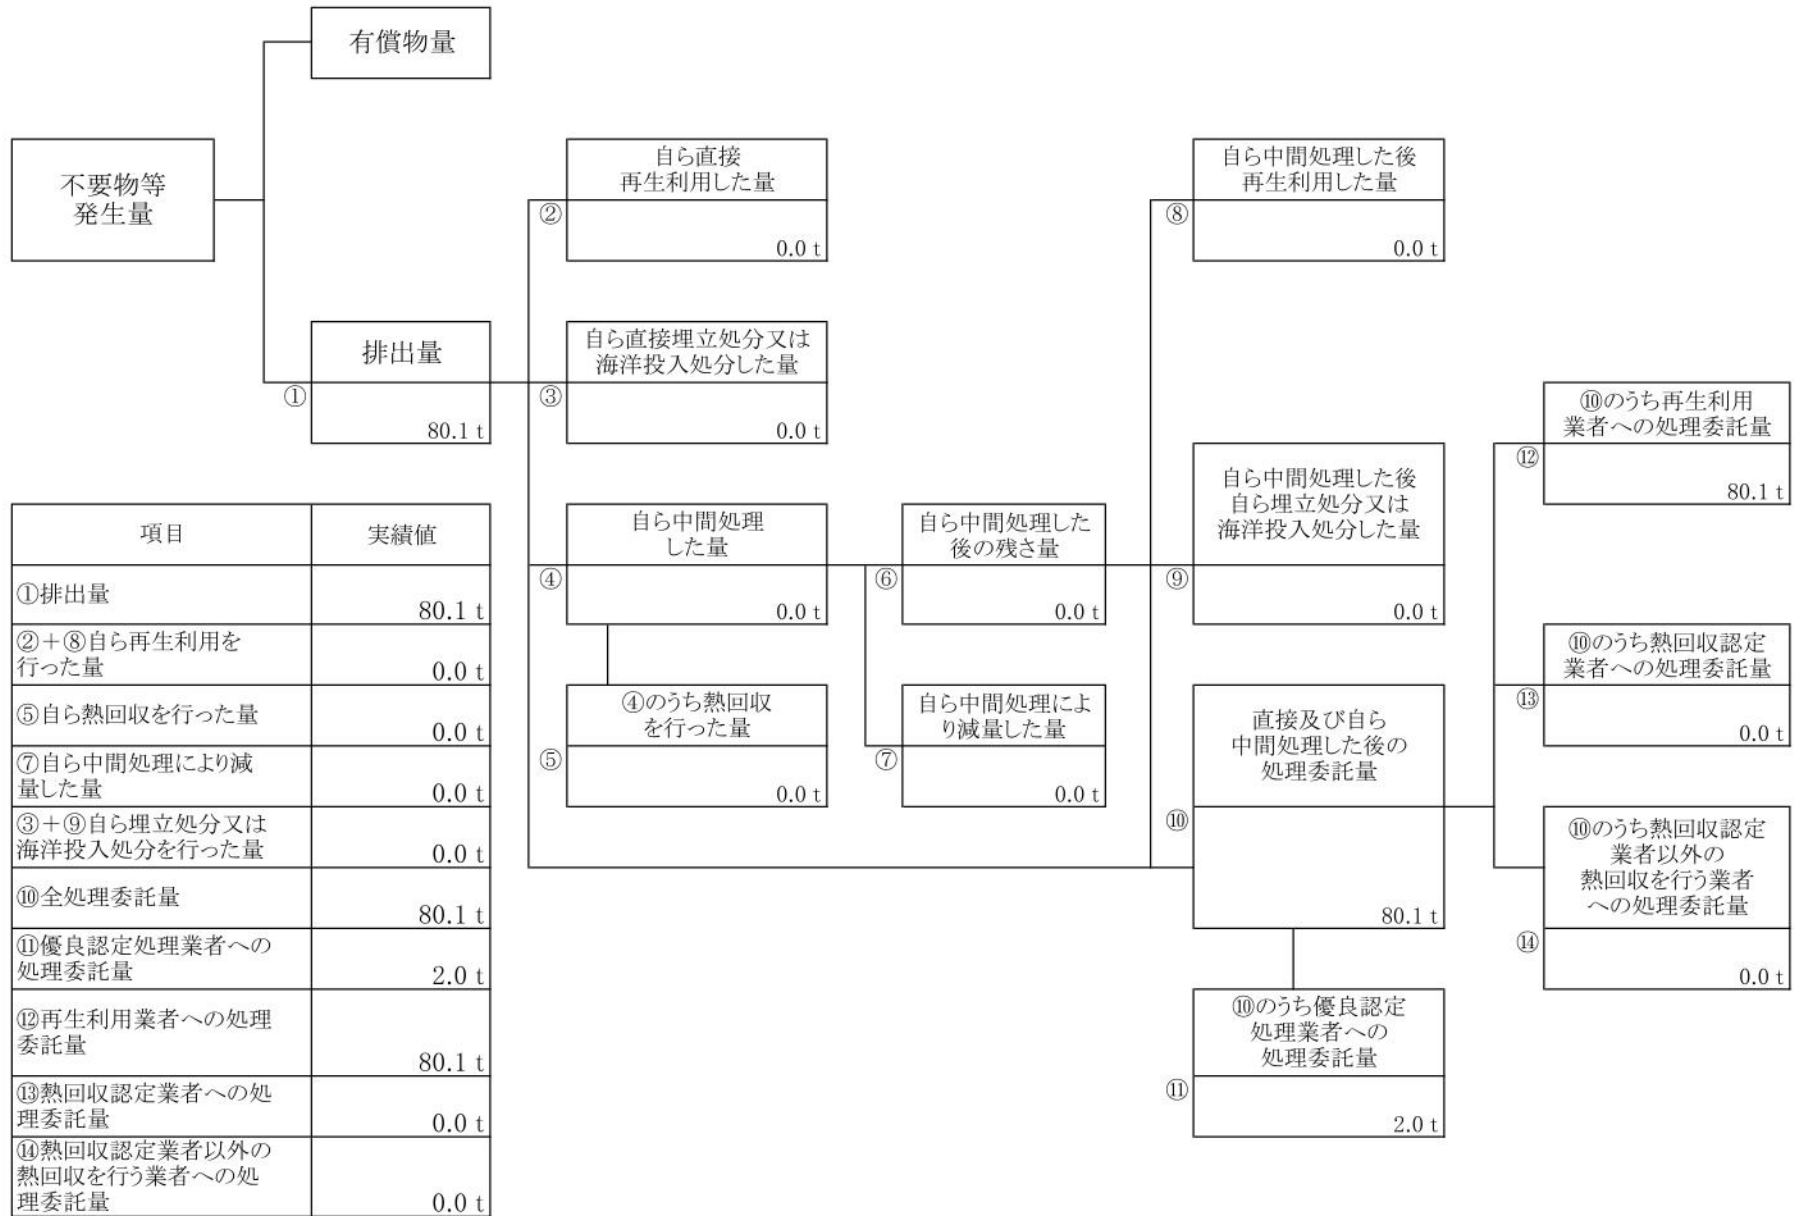 有償物量
不要物等
発生量
自ら直接
再生利用した量
②
0.0 t
自ら中間処理した後
再生利用した量
⑧
0.0 t
排出量
①
80.1 t
自ら直接埋立処分又は
海洋投入処分した量
③
0.0 t
⑩のうち再生利用
業者への処理委託量
⑫
80.1 t
自ら中間処理した後
自ら埋立処分又は
海洋投入処分した量
⑨
0.0 t
自ら中間処理
した量
④
0.0 t
自ら中間処理した
後の残さ量
⑥
0.0 t
⑩のうち熱回収認定
業者への処理委託量
⑬
0.0 t
④のうち熱回収
を行った量
⑤
0.0 t
自ら中間処理によ
り減量した量
⑦
0.0 t
直接及び自ら
中間処理した後の
処理委託量
⑩
80.1 t
⑩のうち熱回収認定
業者以外の
熱回収を行う業者
への処理委託量
⑭
0.0 t
⑩のうち優良認定
処理業者への
処理委託量
⑪
2.0 t
項目 実績値
①排出量
80.1 t
②＋⑧自ら再生利用を
行った量
0.0 t
⑤自ら熱回収を行った量
0.0 t
⑦自ら中間処理により減
量した量
0.0 t
③＋⑨自ら埋立処分又は
海洋投入処分を行った量
0.0 t
⑩全処理委託量
80.1 t
⑪優良認定処理業者への
処理委託量
2.0 t
⑫再生利用業者への処理
委託量
80.1 t
⑬熱回収認定業者への処
理委託量
0.0 t
⑭熱回収認定業者以外の
熱回収を行う業者への処
理委託量
0.0 t